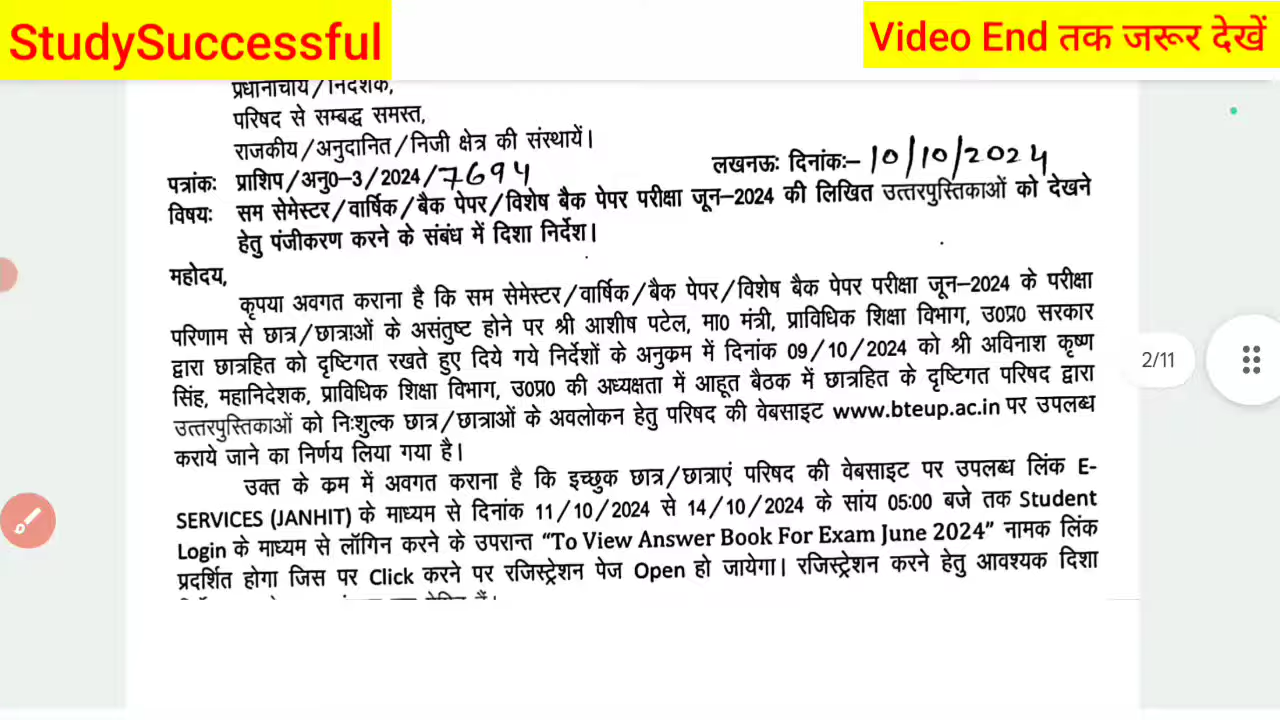 StudySuccessful
Video End तक जरूर देखें
प्रधानाचार्य/निदेशक,
परिषद से सम्बद्ध समस्त,
राजकीय/अनुदानित/निजी क्षेत्र की संस्थायें।
पत्रांकः प्राशिप/अनु0-3/2024/7694 लखनऊः दिनांकः- 10/10/2024
विषयः सम सेमेस्टर/वार्षिक/बैक पेपर/विशेष बैक पेपर परीक्षा जून-2024 की लिखित उत्तरपुस्तिकाओं को देखने
हेतु पंजीकरण करने के संबंध में दिशा निर्देश।
महोदय,
कृपया अवगत कराना है कि सम सेमेस्टर/वार्षिक/बैक पेपर/विशेष बैक पेपर परीक्षा जून-2024 के परीक्षा
परिणाम से छात्र/छात्राओं के असंतुष्ट होने पर श्री आशीष पटेल, मा0 मंत्री, प्राविधिक शिक्षा विभाग, उ0प्र0 सरकार
द्वारा छात्रहित को दृष्टिगत रखते हुए दिये गये निर्देशों के अनुक्रम में दिनांक 09/10/2024 को श्री अविनाश कृष्ण
सिंह, महानिदेशक, प्राविधिक शिक्षा विभाग, उ0प्र0 की अध्यक्षता में आहूत बैठक में छात्रहित के दृष्टिगत परिषद द्वारा
उत्तरपुस्तिकाओं को निःशुल्क छात्र/छात्राओं के अवलोकन हेतु परिषद की वेबसाइट www.bteup.ac.in पर उपलब्ध
कराये जाने का निर्णय लिया गया है।
उक्त के क्रम में अवगत कराना है कि इच्छुक छात्र/छात्राएं परिषद की वेबसाइट पर उपलब्ध लिंक E-
SERVICES (JANHIT) के माध्यम से दिनांक 11/10/2024 से 14/10/2024 के सांय 05:00 बजे तक Student
Login के माध्यम से लॉगिन करने के उपरान्त “To View Answer Book For Exam June 2024” नामक लिंक
प्रदर्शित होगा जिस पर Click करने पर रजिस्ट्रेशन पेज Open हो जायेगा। रजिस्ट्रेशन करने हेतु आवश्यक दिशा
2/11